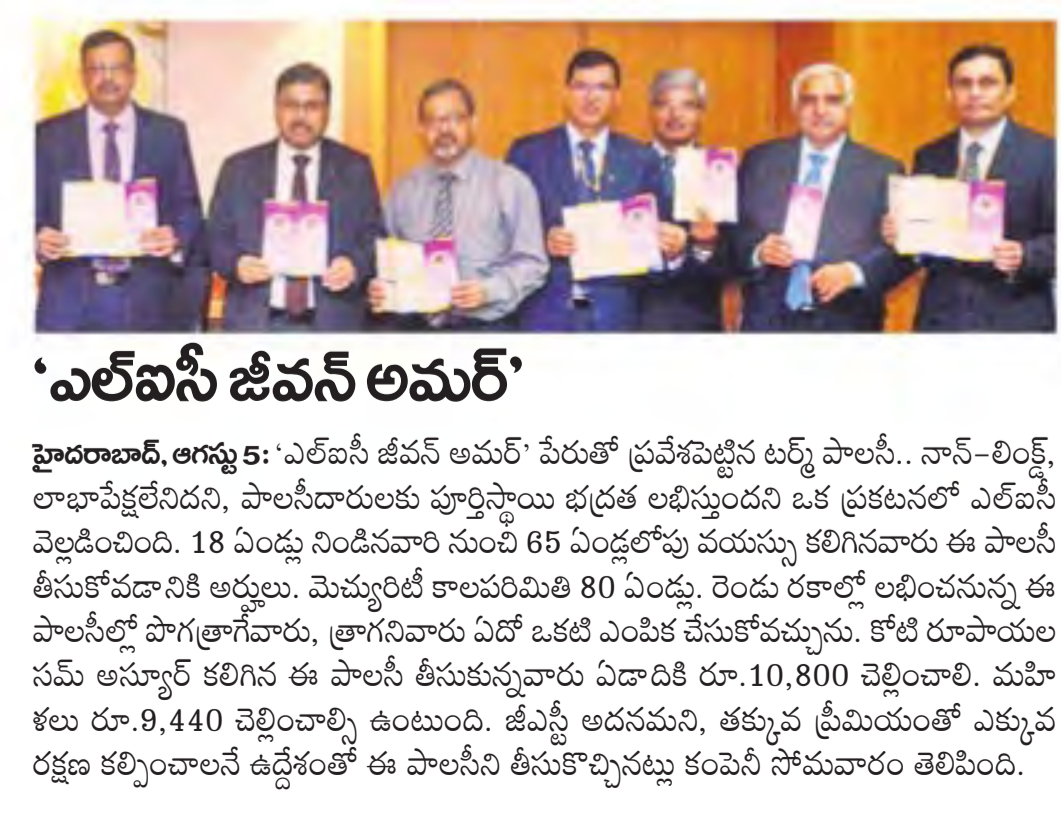 ‘ఎల్ఐసీ జీవన్ అమర్’
హైదరాబాద్, ఆగస్టు 5: ‘ఎల్ఐసీ జీవన్ అమర్’ పేరుతో ప్రవేశపెట్టిన టర్మ్ పాలసీ.. నాన్-లింక్డ్,
లాభాపేక్షలేనిదని, పాలసీదారులకు పూర్తిస్థాయి భద్రత లభిస్తుందని ఒక ప్రకటనలో ఎల్ఐసీ
వెల్లడించింది. 18 ఏండ్లు నిండినవారి నుంచి 65 ఏండ్లలోపు వయస్సు కలిగినవారు ఈ పాలసీ
తీసుకోవడానికి అర్హులు. మెచ్యురిటీ కాలపరిమితి 80 ఏండ్లు. రెండు రకాల్లో లభించనున్న ఈ
పాలసీల్లో పొగత్రాగేవారు, త్రాగనివారు ఏదో ఒకటి ఎంపిక చేసుకోవచ్చును. కోటి రూపాయల
సమ్ అస్యూర్ కలిగిన ఈ పాలసీ తీసుకున్నవారు ఏడాదికి రూ.10,800 చెల్లించాలి. మహి
ళలు రూ.9,440 చెల్లించాల్సి ఉంటుంది. జీఎస్టీ అదనమని, తక్కువ ప్రీమియంతో ఎక్కువ
రక్షణ కల్పించాలనే ఉద్దేశంతో ఈ పాలసీని తీసుకొచ్చినట్లు కంపెనీ సోమవారం తెలిపింది.